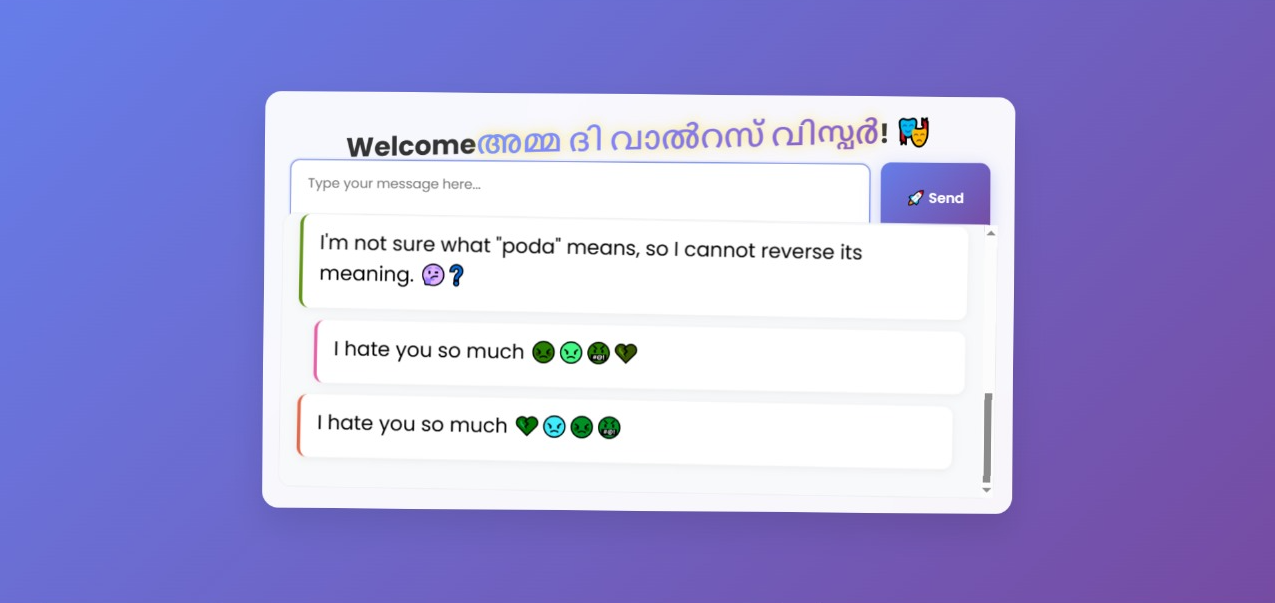 Welcomeഅമ്മ ദി വാൽറസ് വിസ്പർ! 🎭
Type your message here...
🚀 Send
I'm not sure what "poda" means, so I cannot reverse its
meaning. 🤔❓
I hate you so much 😠😡🤬💔
I hate you so much 💔😡😠🤬